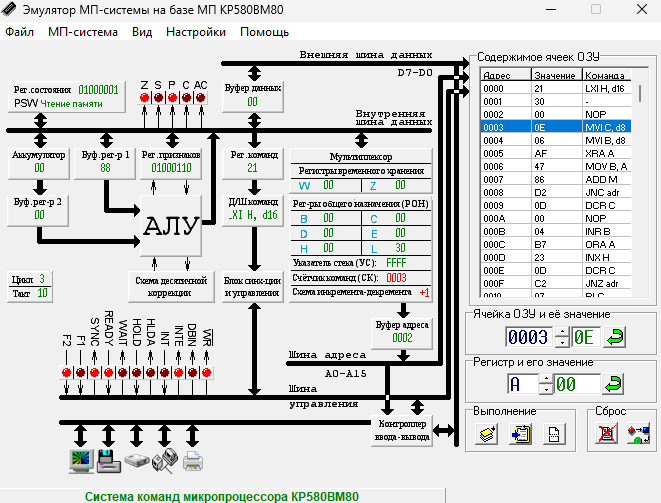 Эмулятор МП-системы на базе МП КР580ВМ80
Файл МП-система Вид Настройки Помощь
Рег.состояния 01000001
PSW Чтение памяти
Z S P C AC
Буфер данных
00
Внешняя шина данных
D7-D0
Внутренняя
шина данных
Аккумулятор
00
Буф.рег-р 1
88
Рег.признаков
01000110
Рег.команд
21
Мультиплексор
Регистры временного хранения
W 00 Z 00
Буф.рег-р 2
00
АЛУ
Д/Ш команд
.XI H, d16
Рег-ры общего назначения (РОН)
B 00 C 00
D 00 E 00
H 00 L 30
Указатель стека (УС): FFFF
Счётчик команд (СК): 0003
Схема инкремента-декремента +1
Цикл 3
Такт 10
Схема десятичной
коррекции
Блок синх-ции
и управления
Буфер адреса
0002
F2 F1 SYNC READY WAIT HOLD HLDA INT INTE DBIN WR
Шина адреса
A0-A15
Шина
управления
Контроллер
ввода-вывода
Содержимое ячеек ОЗУ
Адрес Значение Команда
0000 21 LXI H, d16
0001 30 -
0002 00 NOP
0003 0E MVI C, d8
0004 06 MVI B, d8
0005 AF XRA A
0006 47 MOV B, A
0007 86 ADD M
0008 D2 JNC adr
0009 0D DCR C
000A 00 NOP
000B 04 INR B
000C B7 ORA A
000D 23 INX H
000E 0D DCR C
000F C2 JNZ adr
0010 07 RLC
Ячейка ОЗУ и её значение
0003 0E
Регистр и его значение
A 00
Выполнение
Сброс
Система команд микропроцессора КР580ВМ80